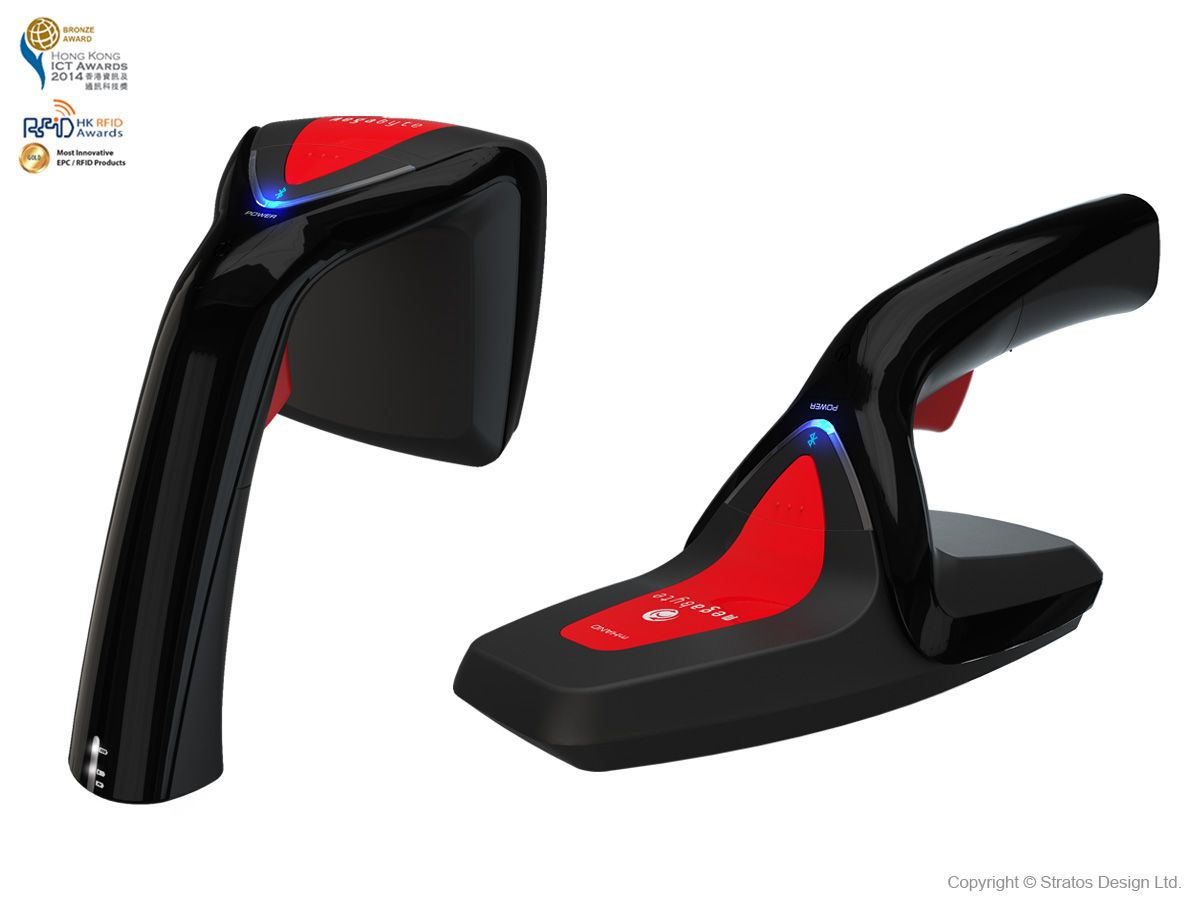 BRONZE
AWARD
HONG KONG
ICT AWARDS
2014 香港資訊及
通訊科技獎
RFID HK RFID
Awards
GOLD
Most Innovative
EPC / RFID Products
megabyte
POWER
POWER
megabyte
mHAND
Copyright © Stratos Design Ltd.